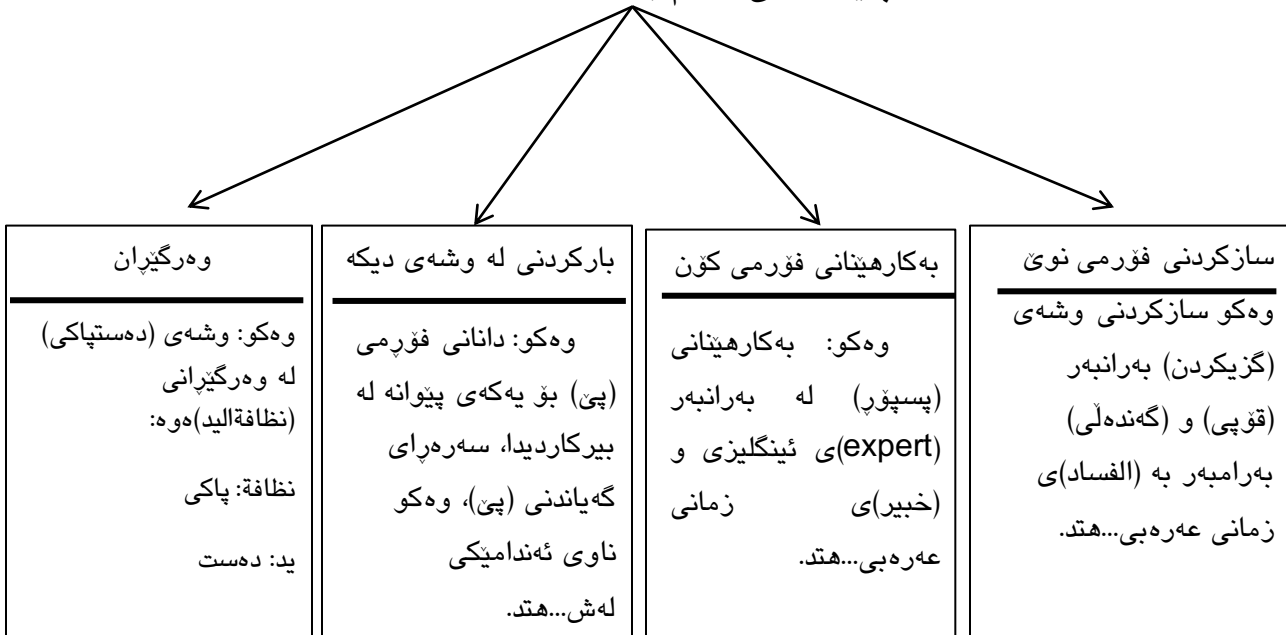 سازکردنی فۆرمی نوێ
وەکو سازکردنی وشەی
(گزیکردن) بەرانبەر
(قۆپی) و (گەندەڵی)
بەرامبەر بە (الفساد)ی
زمانی عەرەبی...هتد.
بەکارهێنانی فۆرمی کۆن
وەکو: بەکارهێنانی
(پسپۆڕ) لە بەرانبەر
(expert)ی ئینگلیزی و
(خبیر)ی زمانی
عەرەبی...هتد.
بارکردنی لە وشەی دیکە
وەکو: دانانی فۆڕمی
(پێ) بۆ یەکەی پێوانە لە
بیرکاردیدا، سەرەڕای
گەیاندنی (پێ)، وەکو
ناوی ئەندامێکی
لەش...هتد.
وەرگێڕان
وەکو: وشەی (دەستپاکی)
لە وەرگێڕانی
(نظافةالید)ەوە:
نظافة: پاکی
ید: دەست